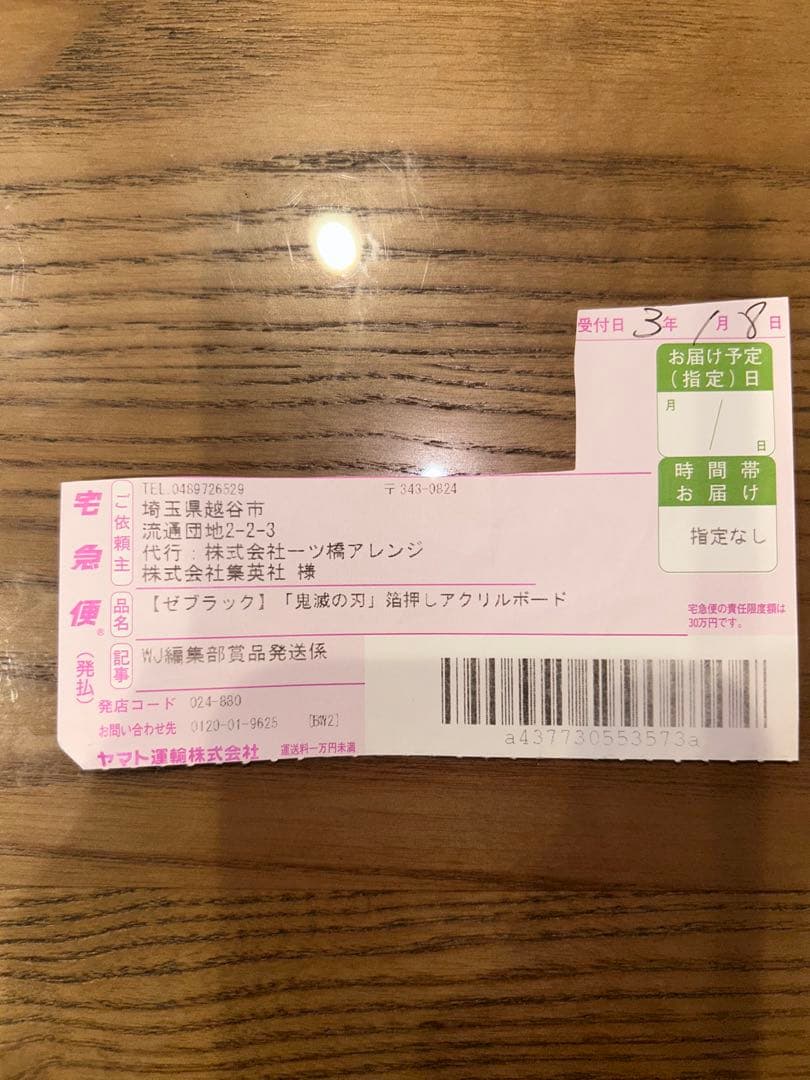 受付日 3年 1月 8日
お届け予定
(指定)日
月 / 日
時間帯
お届け
指定なし
宅急便®
(発払)
ご依頼主
TEL.0489726529 〒343-0824
埼玉県越谷市
流通団地2-2-3
代行:株式会社一ツ橋アレンジ
株式会社集英社 様
品名
【ゼブラック】「鬼滅の刃」箔押しアクリルボード
宅急便の責任限度額は
30万円です。
記事
WJ編集部賞品発送係
発店コード 024-880
お問い合わせ先 0120-01-9625 [BW2]
ヤマト運輸株式会社 運送料一万円未満
a437730553573a